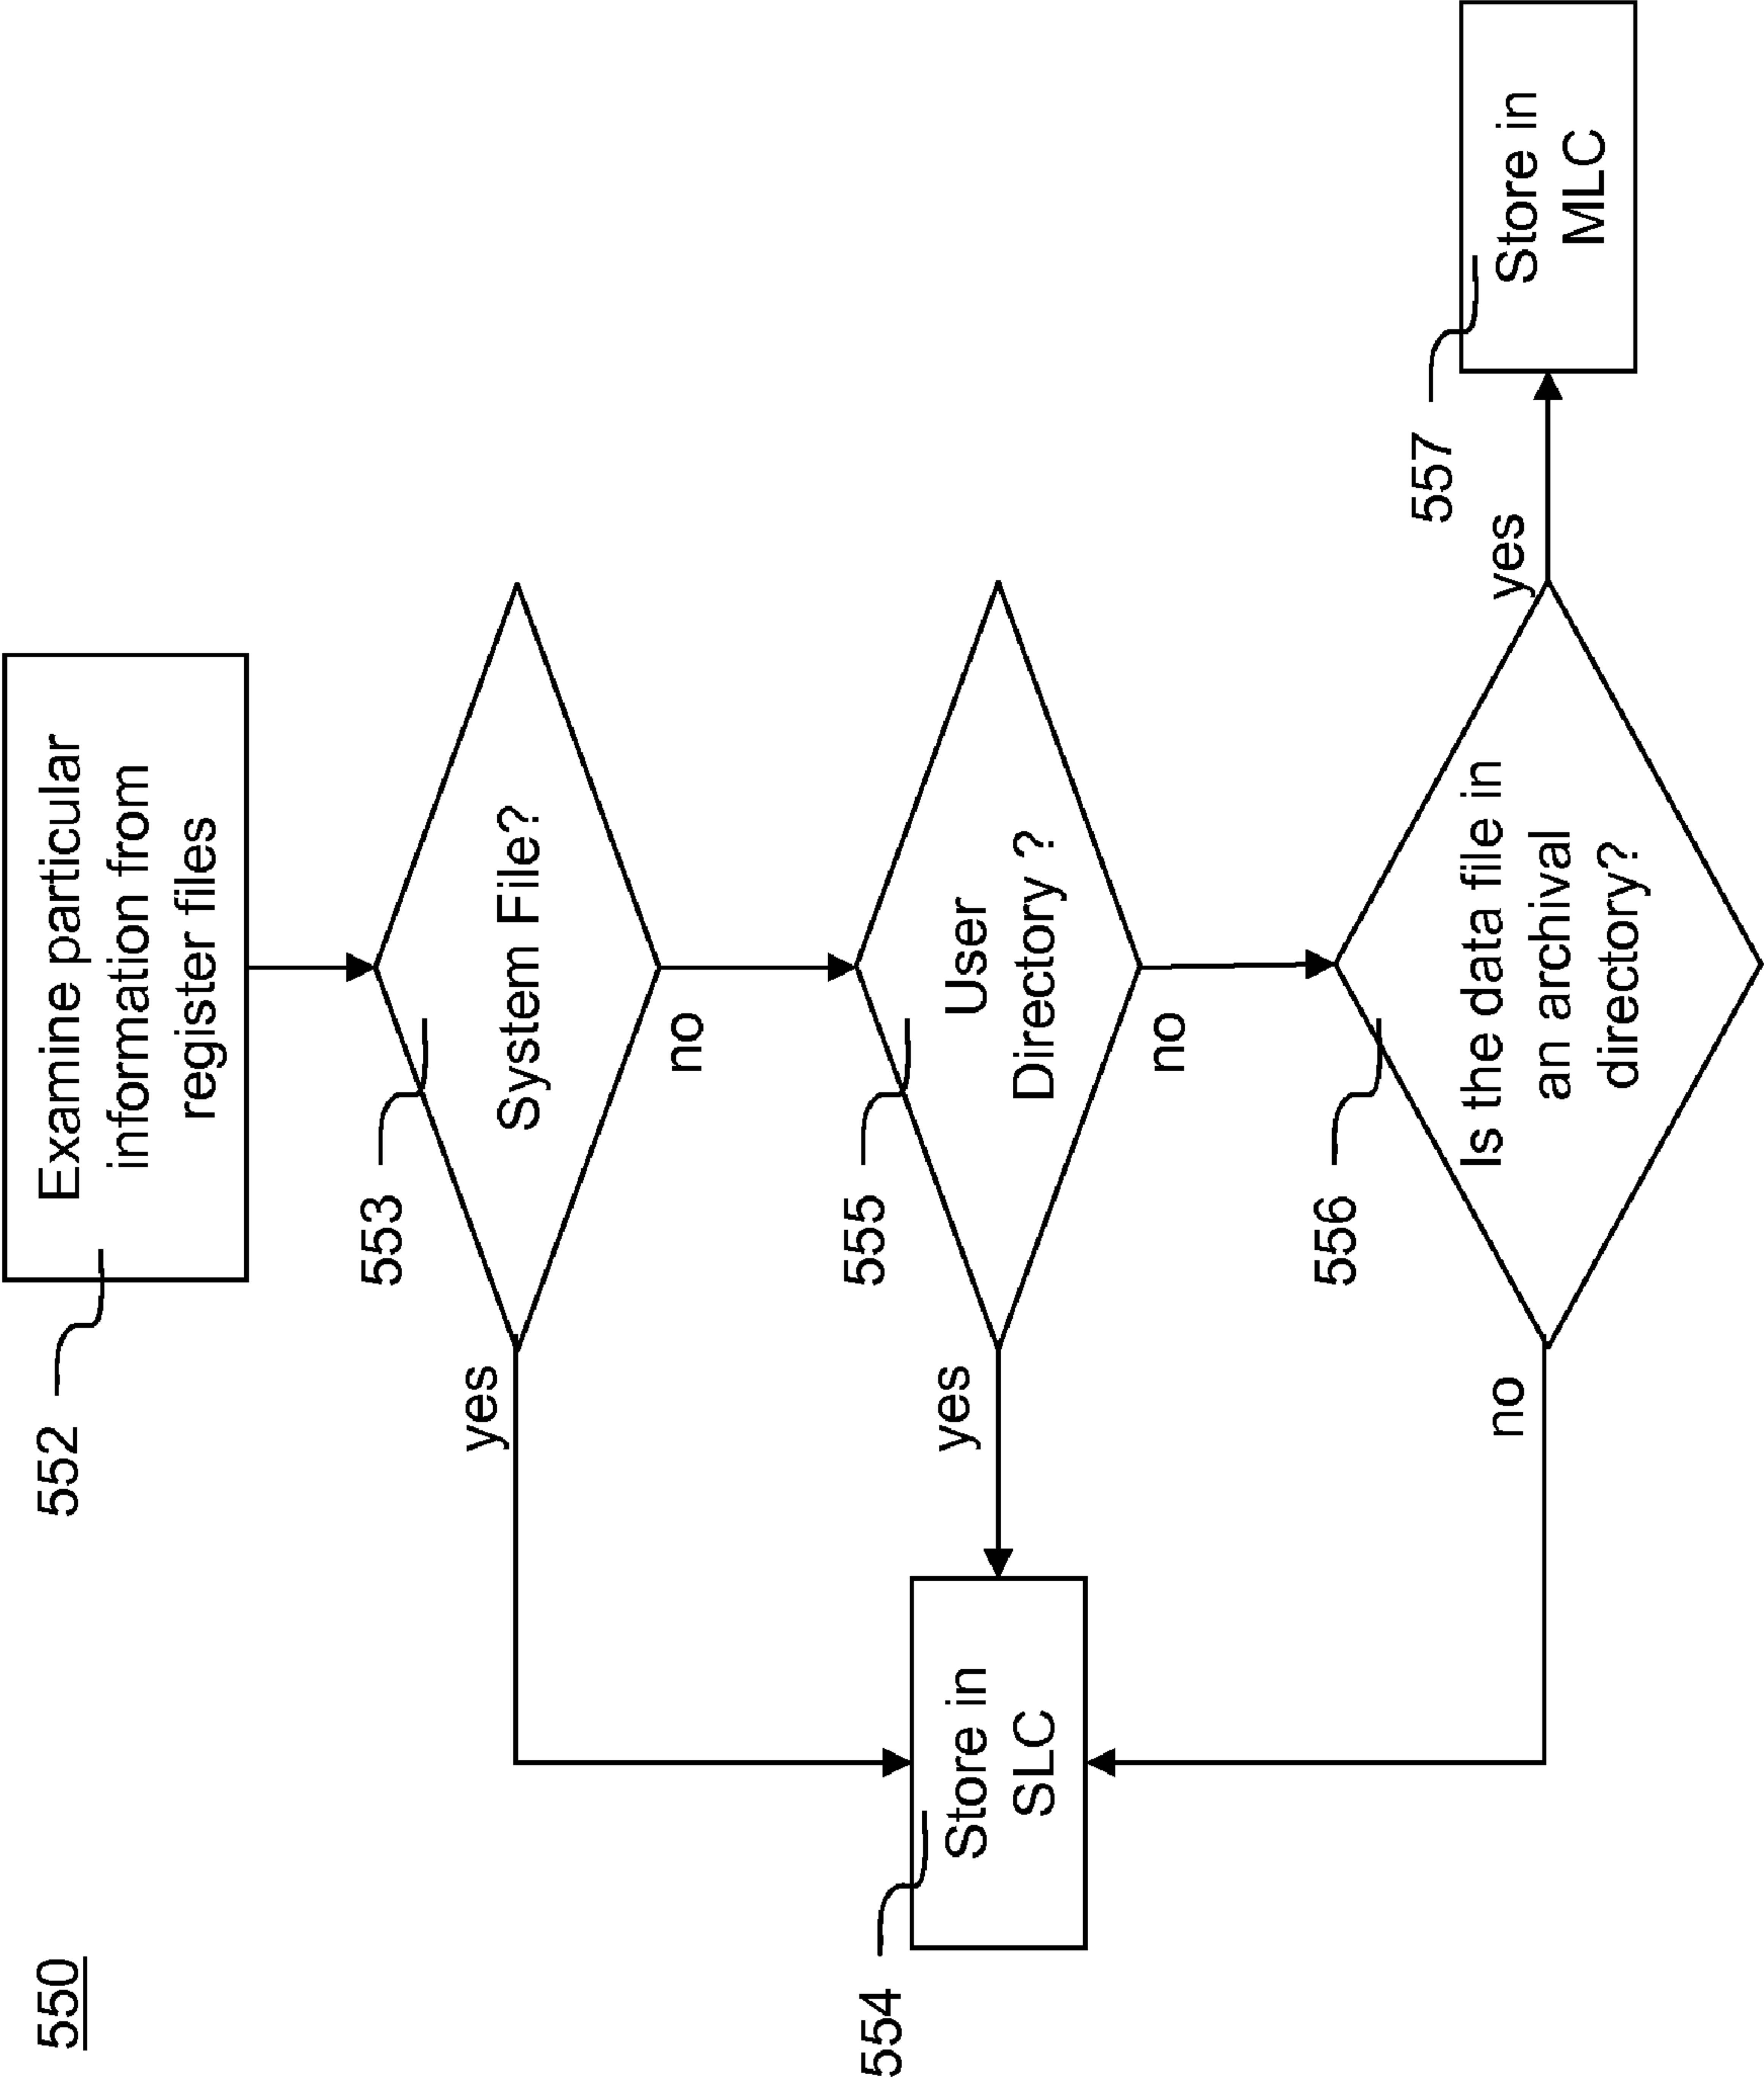 550
552
Examine particular
information from
register files
553
System File?
yes
no
555
User
Directory ?
yes
no
554
Store in
SLC
556
Is the data file in
an archival
directory?
no
yes
557
Store in
MLC